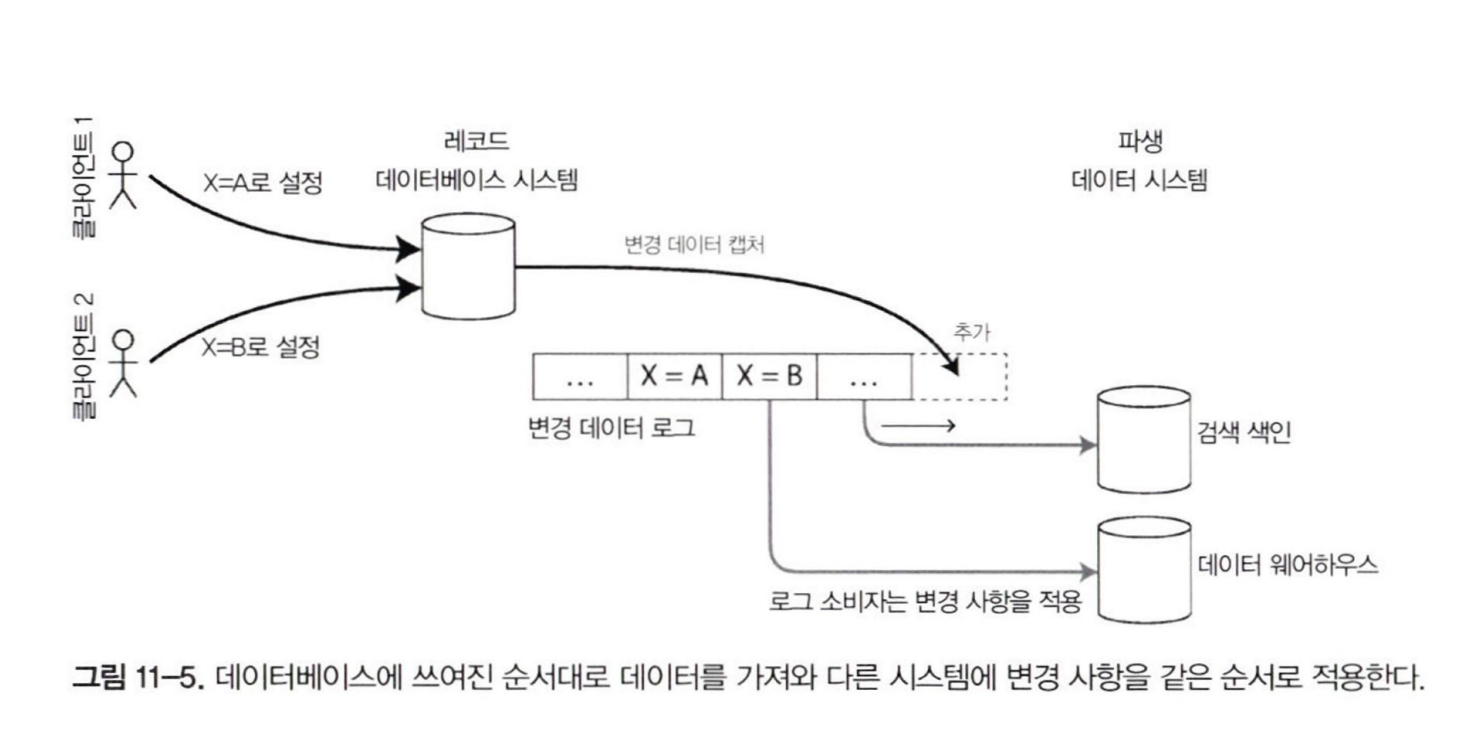 클라이언트 1
X=A로 설정
레코드
데이터베이스 시스템
파생
데이터 시스템
변경 데이터 캡처
클라이언트 2
X=B로 설정
추가
... X = A X = B ...
변경 데이터 로그
검색 색인
데이터 웨어하우스
로그 소비자는 변경 사항을 적용
그림 11-5. 데이터베이스에 쓰여진 순서대로 데이터를 가져와 다른 시스템에 변경 사항을 같은 순서로 적용한다.